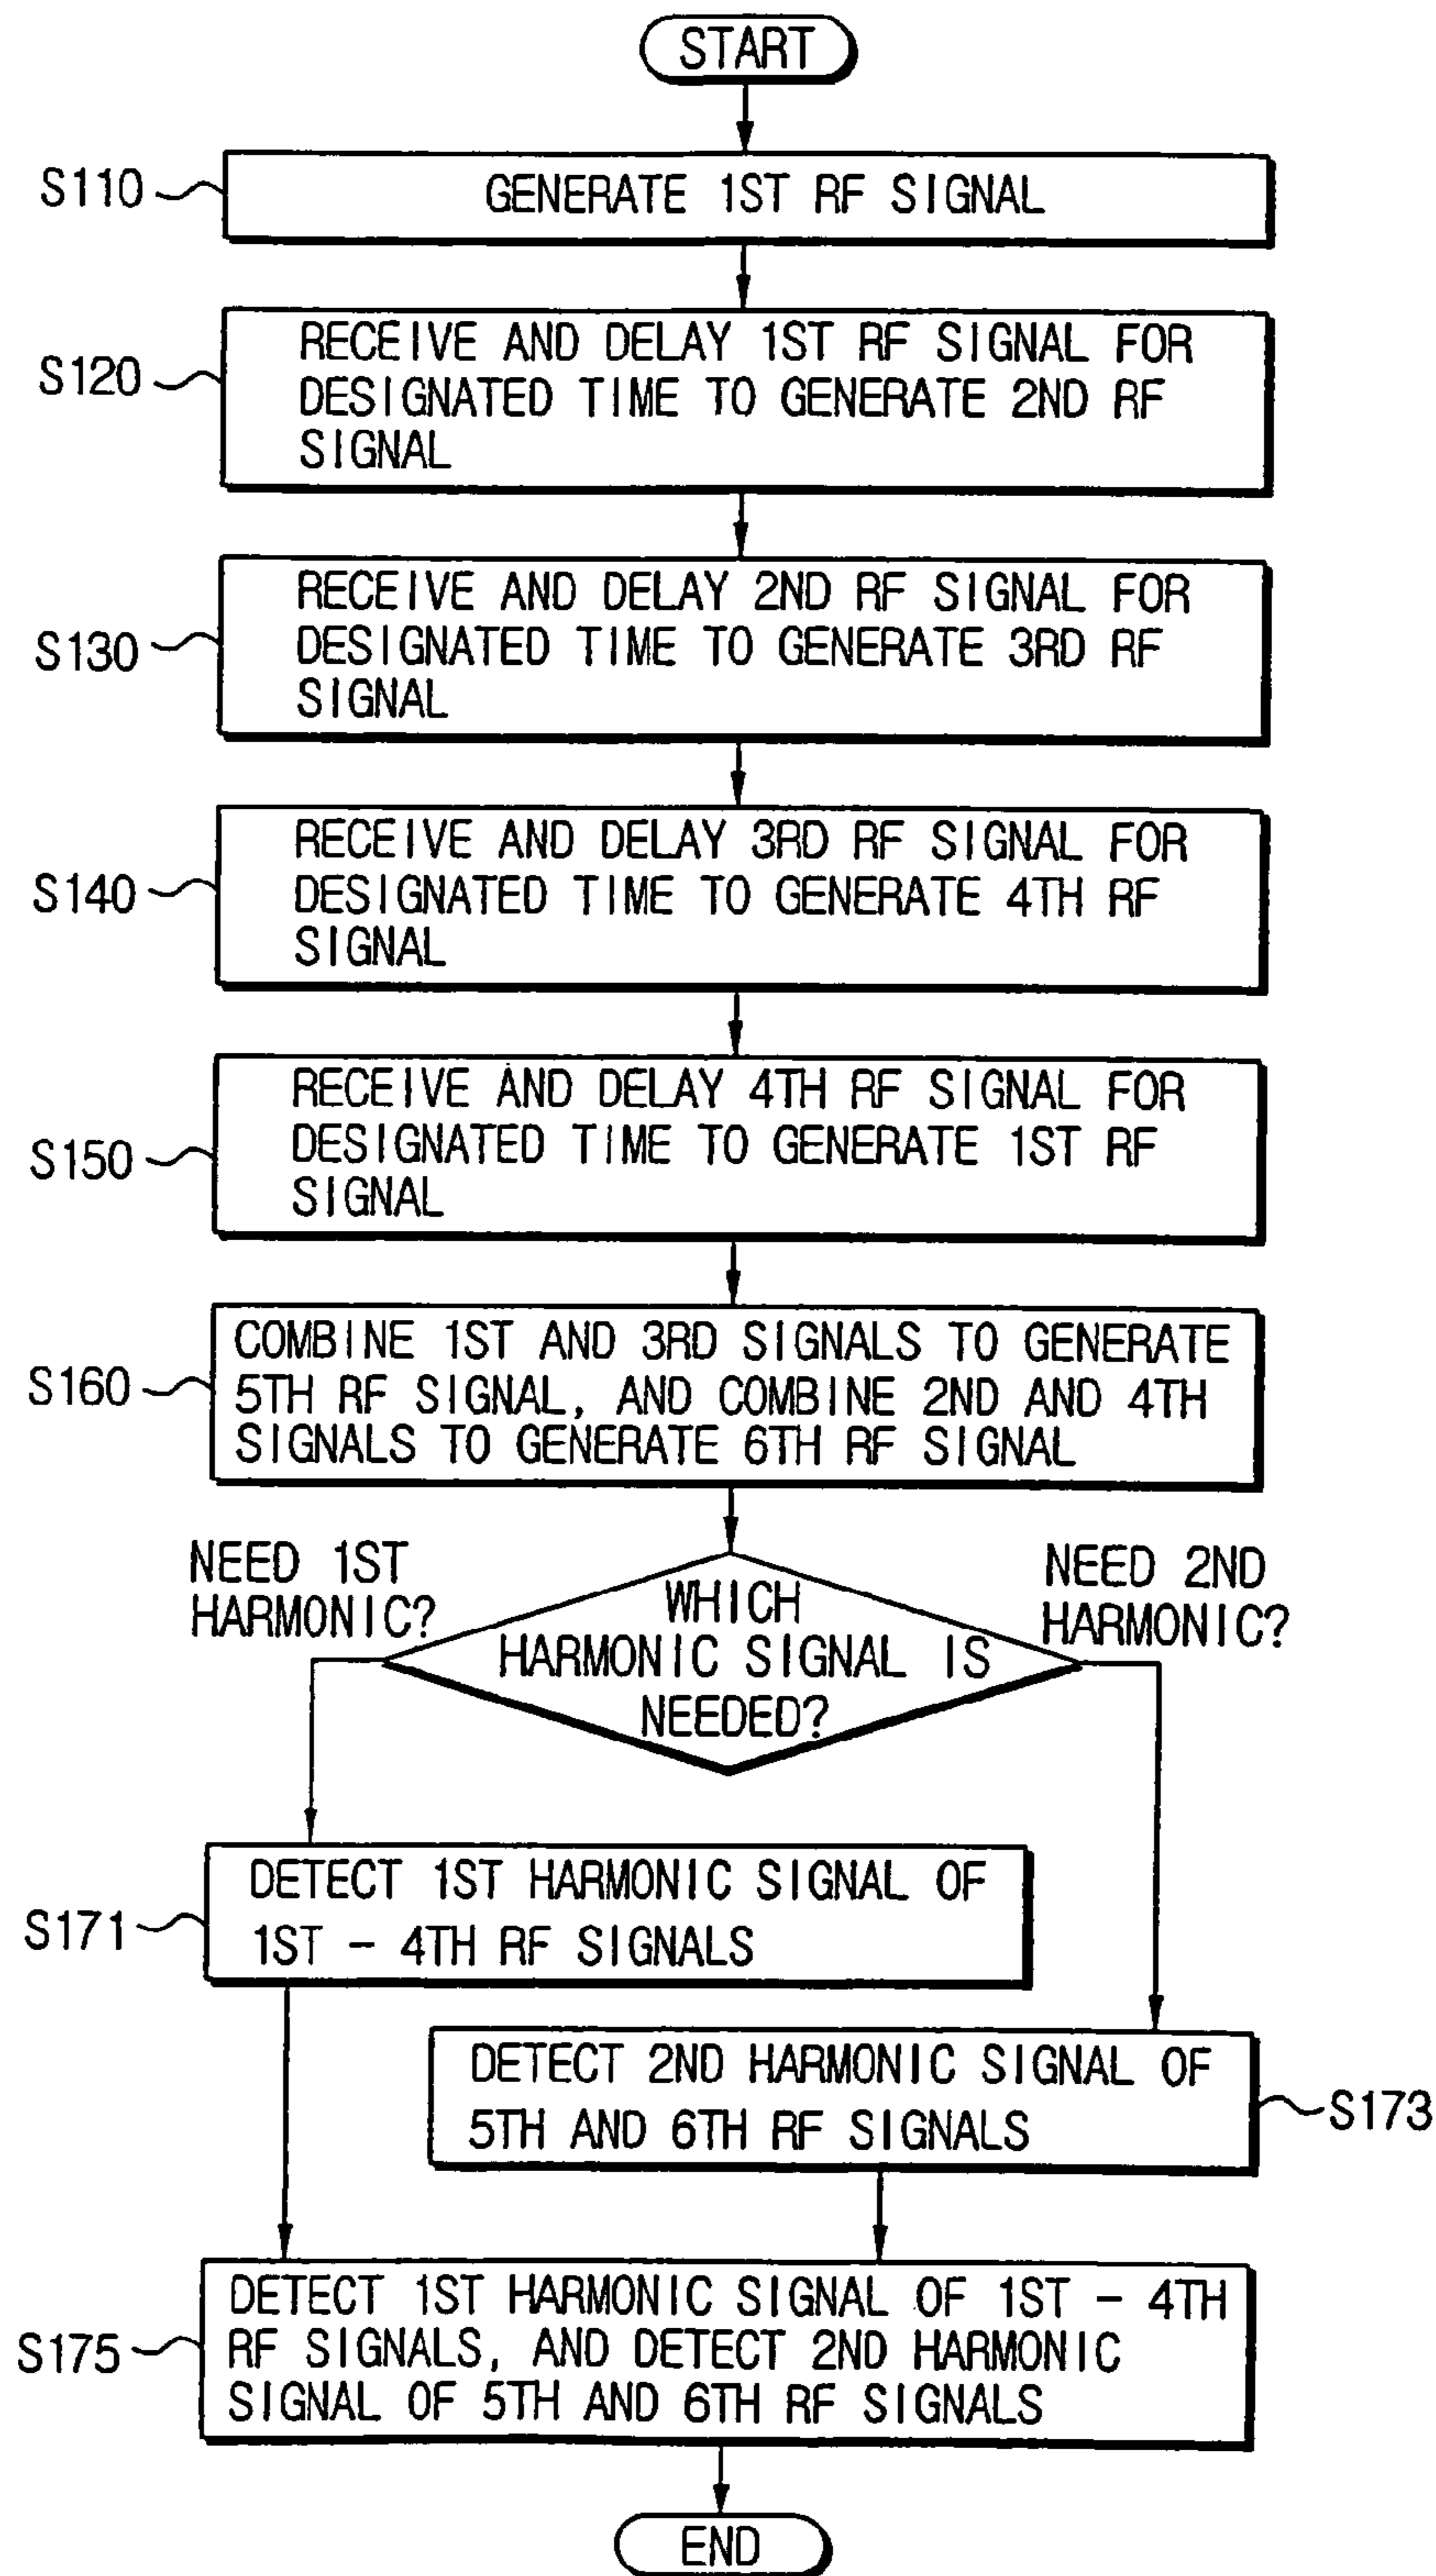 START
S110
GENERATE 1ST RF SIGNAL
S120
RECEIVE AND DELAY 1ST RF SIGNAL FOR
DESIGNATED TIME TO GENERATE 2ND RF
SIGNAL
S130
RECEIVE AND DELAY 2ND RF SIGNAL FOR
DESIGNATED TIME TO GENERATE 3RD RF
SIGNAL
S140
RECEIVE AND DELAY 3RD RF SIGNAL FOR
DESIGNATED TIME TO GENERATE 4TH RF
SIGNAL
S150
RECEIVE AND DELAY 4TH RF SIGNAL FOR
DESIGNATED TIME TO GENERATE 1ST RF
SIGNAL
S160
COMBINE 1ST AND 3RD SIGNALS TO GENERATE
5TH RF SIGNAL, AND COMBINE 2ND AND 4TH
SIGNALS TO GENERATE 6TH RF SIGNAL
NEED 1ST
HARMONIC?
WHICH
HARMONIC SIGNAL IS
NEEDED?
NEED 2ND
HARMONIC?
S171
DETECT 1ST HARMONIC SIGNAL OF
1ST - 4TH RF SIGNALS
DETECT 2ND HARMONIC SIGNAL OF
5TH AND 6TH RF SIGNALS
S173
S175
DETECT 1ST HARMONIC SIGNAL OF 1ST - 4TH
RF SIGNALS, AND DETECT 2ND HARMONIC
SIGNAL OF 5TH AND 6TH RF SIGNALS
END